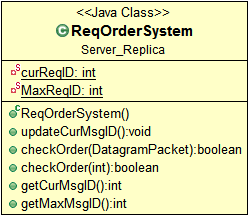 <<Java Class>>
ReqOrderSystem
Server_Replica
curReqID: int
MaxReqID: int
ReqOrderSystem()
updateCurMsgID():void
checkOrder(DatagramPacket):boolean
checkOrder(int):boolean
getCurMsgID():int
getMaxMsgID():int